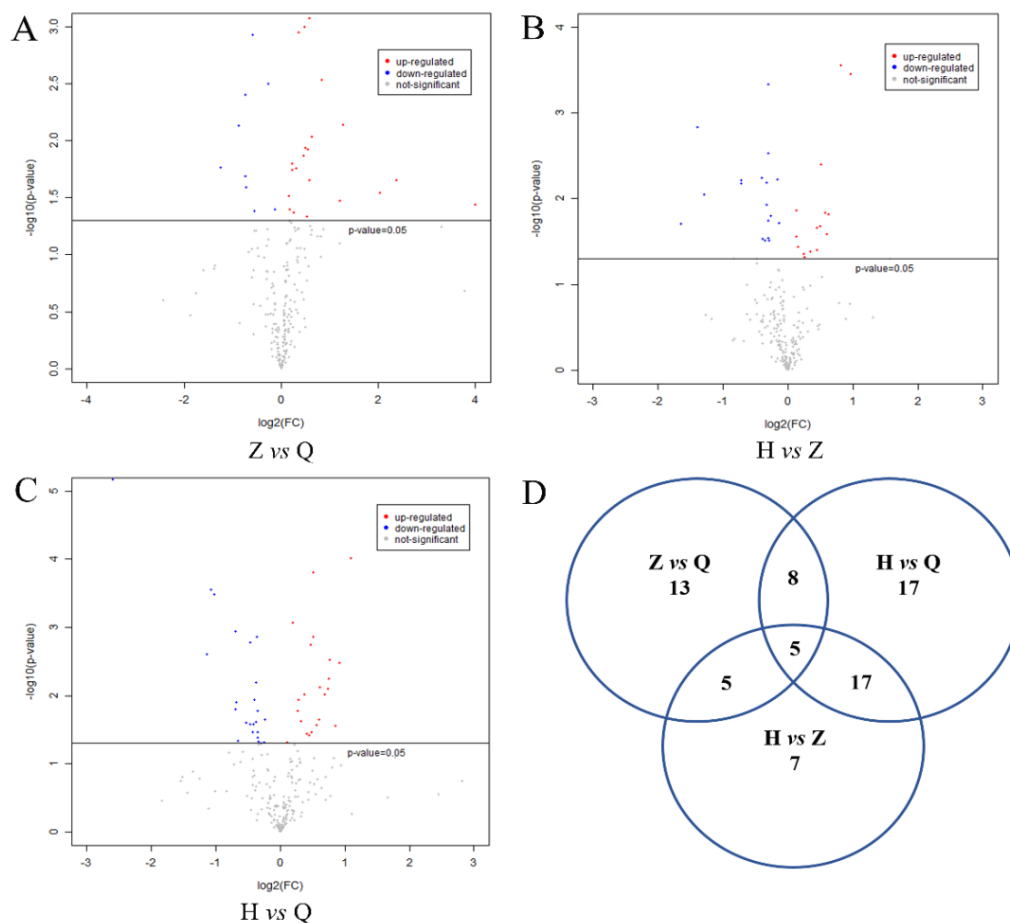 A
3.0
2.5
2.0
1.5
1.0
0.5
0.0
-log10(p-value)
up-regulated
down-regulated
not-significant
p-value=0.05
-4
-2
0
2
4
log2(FC)
Z vs Q
B
4
3
2
1
0
-log10(p-value)
up-regulated
down-regulated
not-significant
p-value=0.05
-3
-2
-1
0
1
2
3
log2(FC)
H vs Z
C
5
4
3
2
1
0
-log10(p-value)
up-regulated
down-regulated
not-significant
p-value=0.05
-3
-2
-1
0
1
2
3
log2(FC)
H vs Q
D
Z vs Q
13
8
H vs Q
17
5
5
17
H vs Z
7